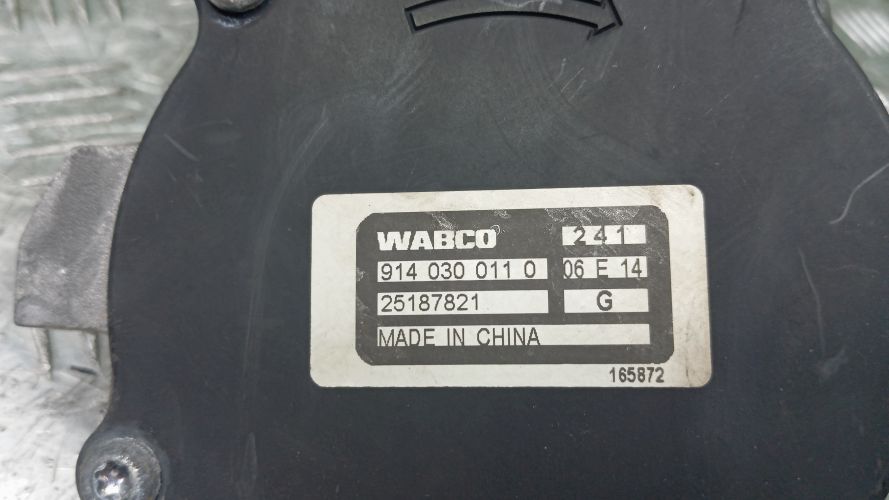 WABCO 241
914 030 011 0 06 E 14
25187821 G
MADE IN CHINA
165872